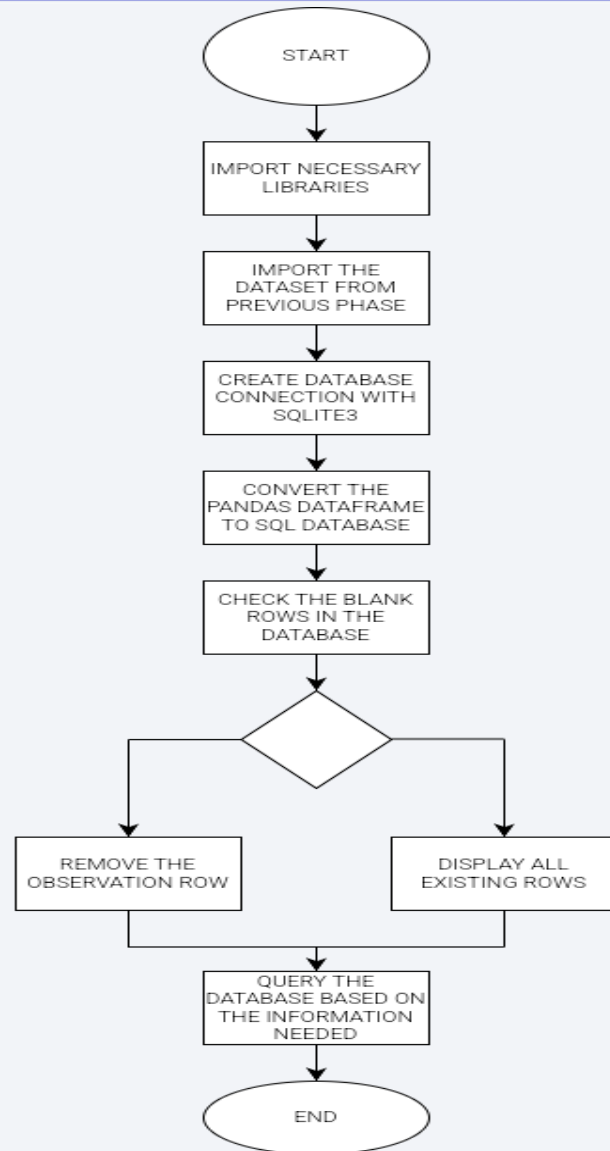 START
IMPORT NECESSARY
LIBRARIES
IMPORT THE
DATASET FROM
PREVIOUS PHASE
CREATE DATABASE
CONNECTION WITH
SQLITE3
CONVERT THE
PANDAS DATAFRAME
TO SQL DATABASE
CHECK THE BLANK
ROWS IN THE
DATABASE
REMOVE THE
OBSERVATION ROW
DISPLAY ALL
EXISTING ROWS
QUERY THE
DATABASE BASED ON
THE INFORMATION
NEEDED
END